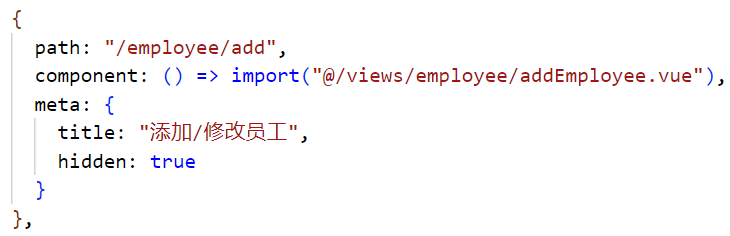 {
  path: "/employee/add",
  component: () => import("@/views/employee/addEmployee.vue"),
  meta: {
    title: "添加/修改员工",
    hidden: true
  }
},